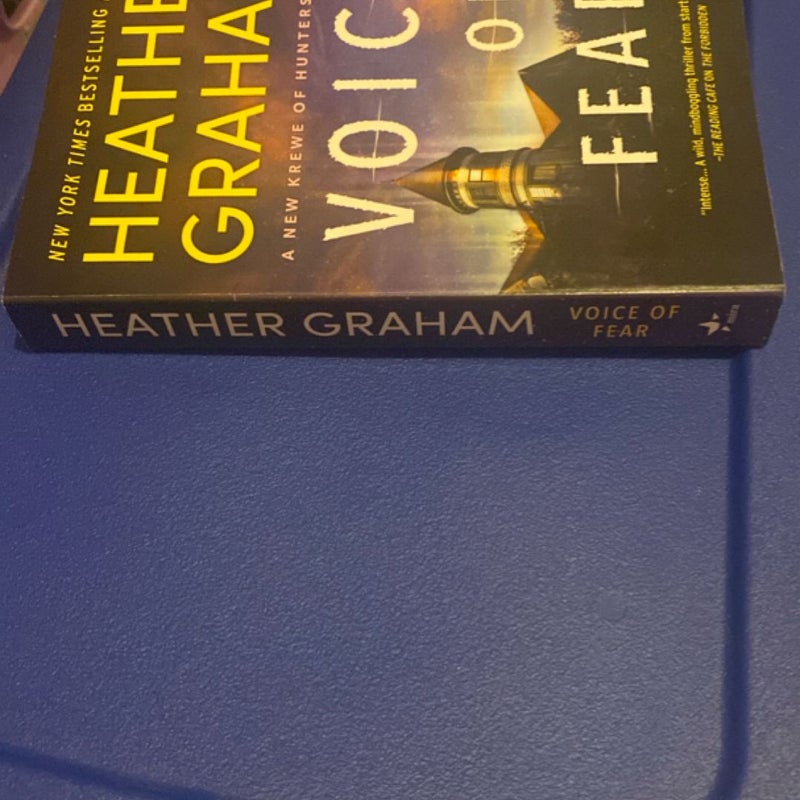 NEW YORK TIMES BESTSELLING
HEATHE
GRAHA
A NEW KREWE OF HUNTERS
VOIC
O
FEA
"Intense... A wild, mindboggling thriller from start
–THE READING CAFE ON THE FORBIDDEN
HEATHER GRAHAM
VOICE OF
FEAR
mira